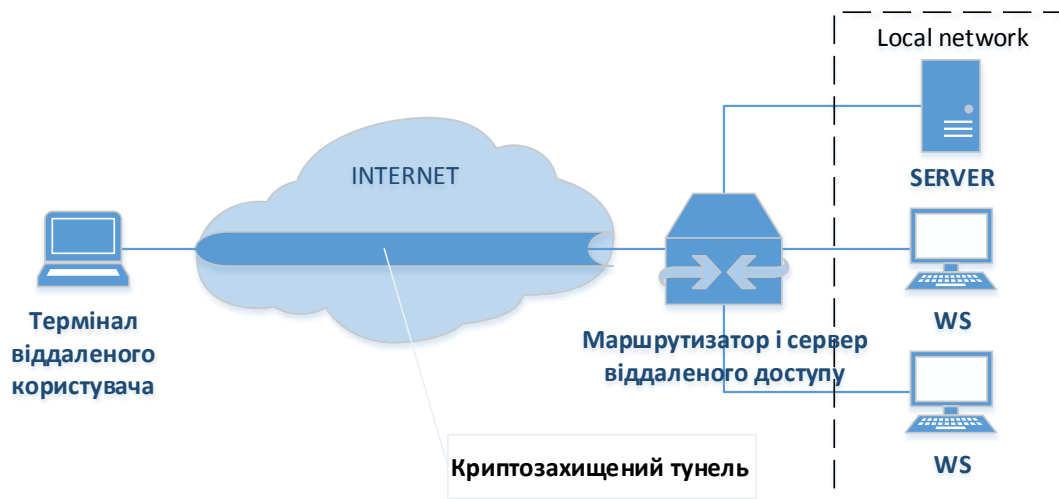 Local network
INTERNET
SERVER
Термінал
віддаленого
користувача
WS
Маршрутизатор і сервер
віддаленого доступу
WS
Криптозахищений тунель